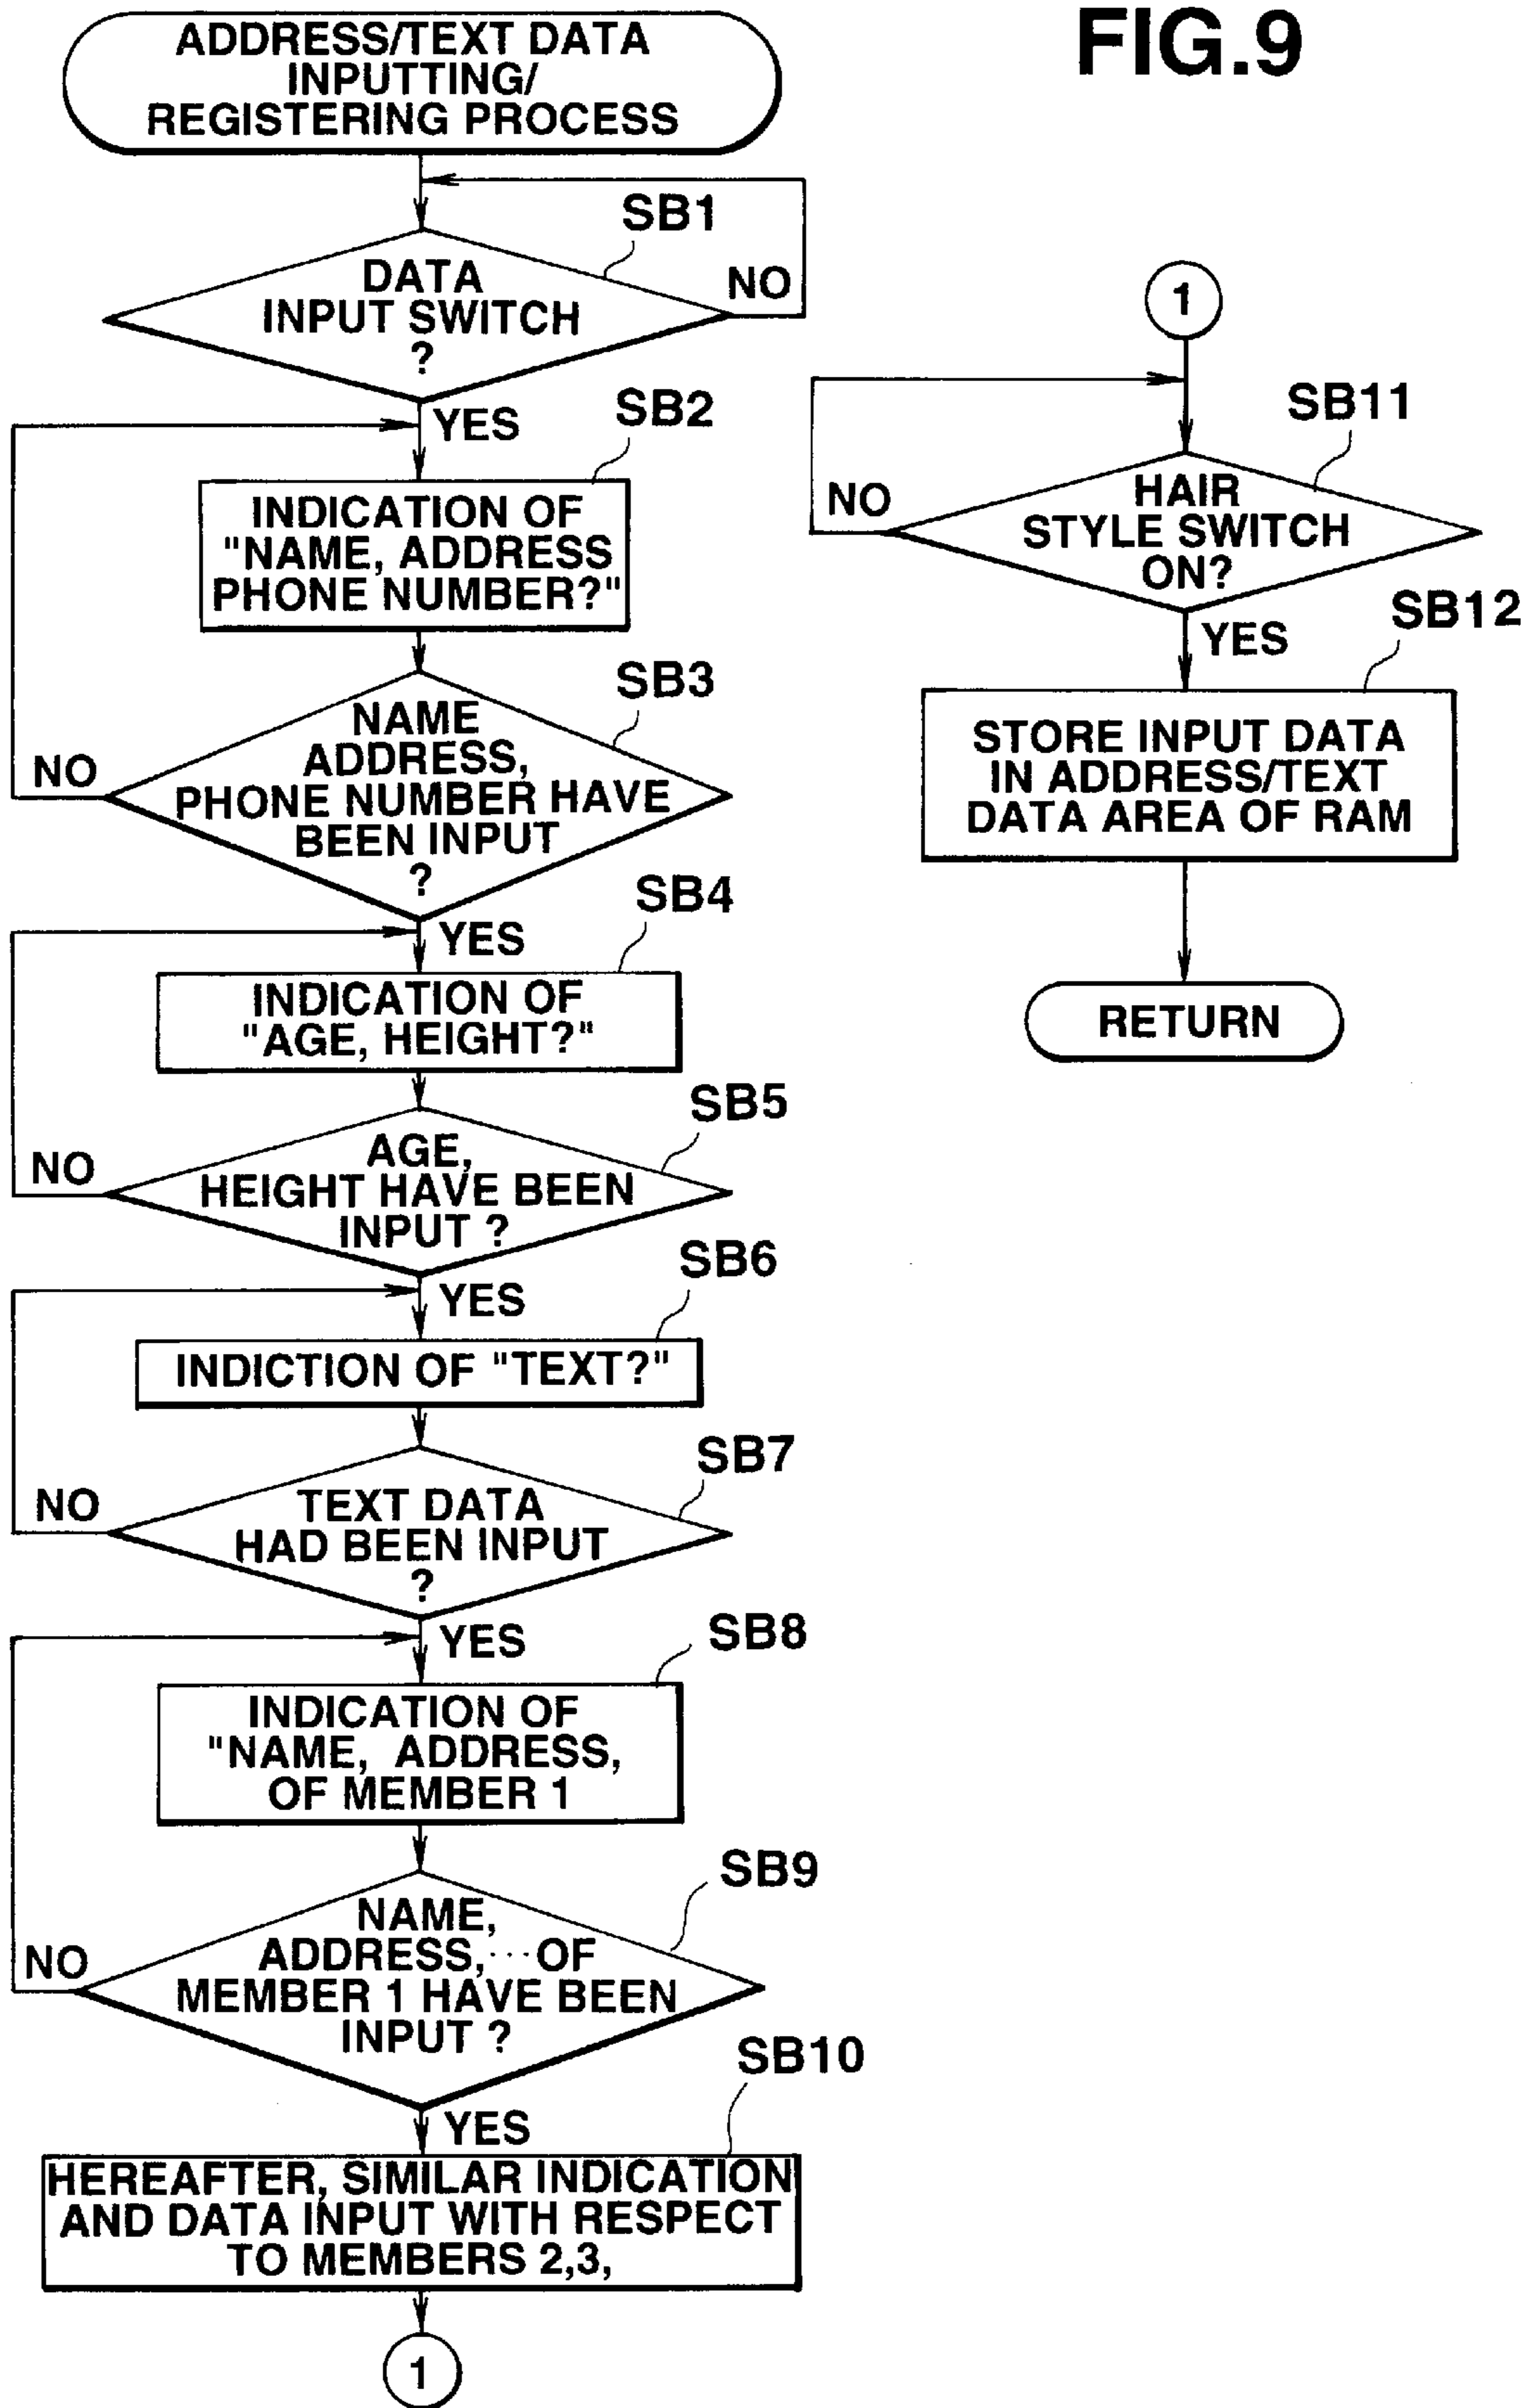 FIG.9
ADDRESS/TEXT DATA
INPUTTING/
REGISTERING PROCESS
SB1
DATA
INPUT SWITCH
?
NO
YES
SB2
INDICATION OF
"NAME, ADDRESS
PHONE NUMBER?"
SB3
NAME
ADDRESS,
PHONE NUMBER HAVE
BEEN INPUT
?
NO
YES
SB4
INDICATION OF
"AGE, HEIGHT?"
SB5
AGE,
HEIGHT HAVE BEEN
INPUT ?
NO
YES
SB6
INDICTION OF "TEXT?"
SB7
TEXT DATA
HAD BEEN INPUT
?
NO
YES
SB8
INDICATION OF
"NAME, ADDRESS,
OF MEMBER 1
SB9
NAME,
ADDRESS,···OF
MEMBER 1 HAVE BEEN
INPUT ?
NO
YES
SB10
HEREAFTER, SIMILAR INDICATION
AND DATA INPUT WITH RESPECT
TO MEMBERS 2,3,
1
1
SB11
HAIR
STYLE SWITCH
ON?
NO
YES
SB12
STORE INPUT DATA
IN ADDRESS/TEXT
DATA AREA OF RAM
RETURN